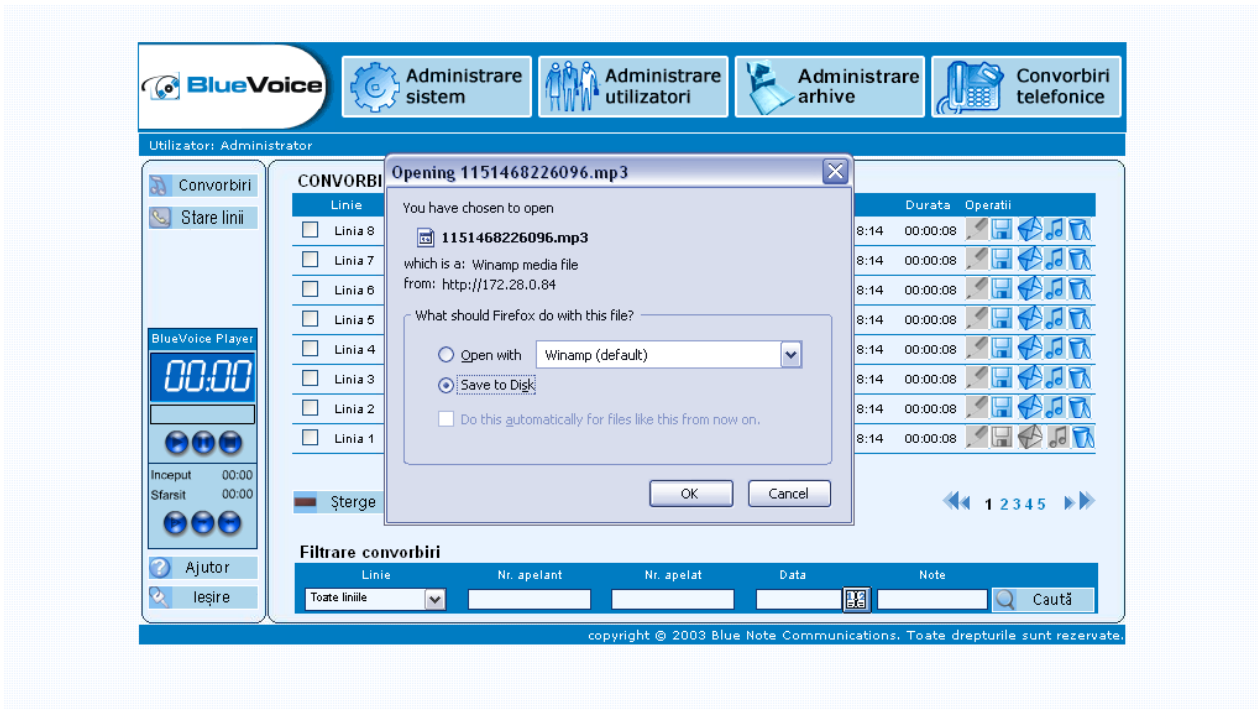 BlueVoice
Administrare sistem
Administrare utilizatori
Administrare arhive
Convorbiri telefonice
Utilizator: Administrator
Convorbiri
Stare linii
CONVORBI
Linie Durata Operatii
Linia 8 8:14 00:00:08
Linia 7 8:14 00:00:08
Linia 6 8:14 00:00:08
Linia 5 8:14 00:00:08
Linia 4 8:14 00:00:08
Linia 3 8:14 00:00:08
Linia 2 8:14 00:00:08
Linia 1 8:14 00:00:08
Opening 1151468226096.mp3
You have chosen to open
1151468226096.mp3
which is a: Winamp media file
from: http://172.28.0.84
What should Firefox do with this file?
Open with Winamp (default)
Save to Disk
Do this automatically for files like this from now on.
OK Cancel
BlueVoice Player
00:00
Inceput 00:00
Sfarsit 00:00
Ajutor
Ieșire
Șterge
1 2 3 4 5
Filtrare convorbiri
Linie Nr. apelant Nr. apelat Data Note
Toate liniile
Caută
copyright © 2003 Blue Note Communications. Toate drepturile sunt rezervate.